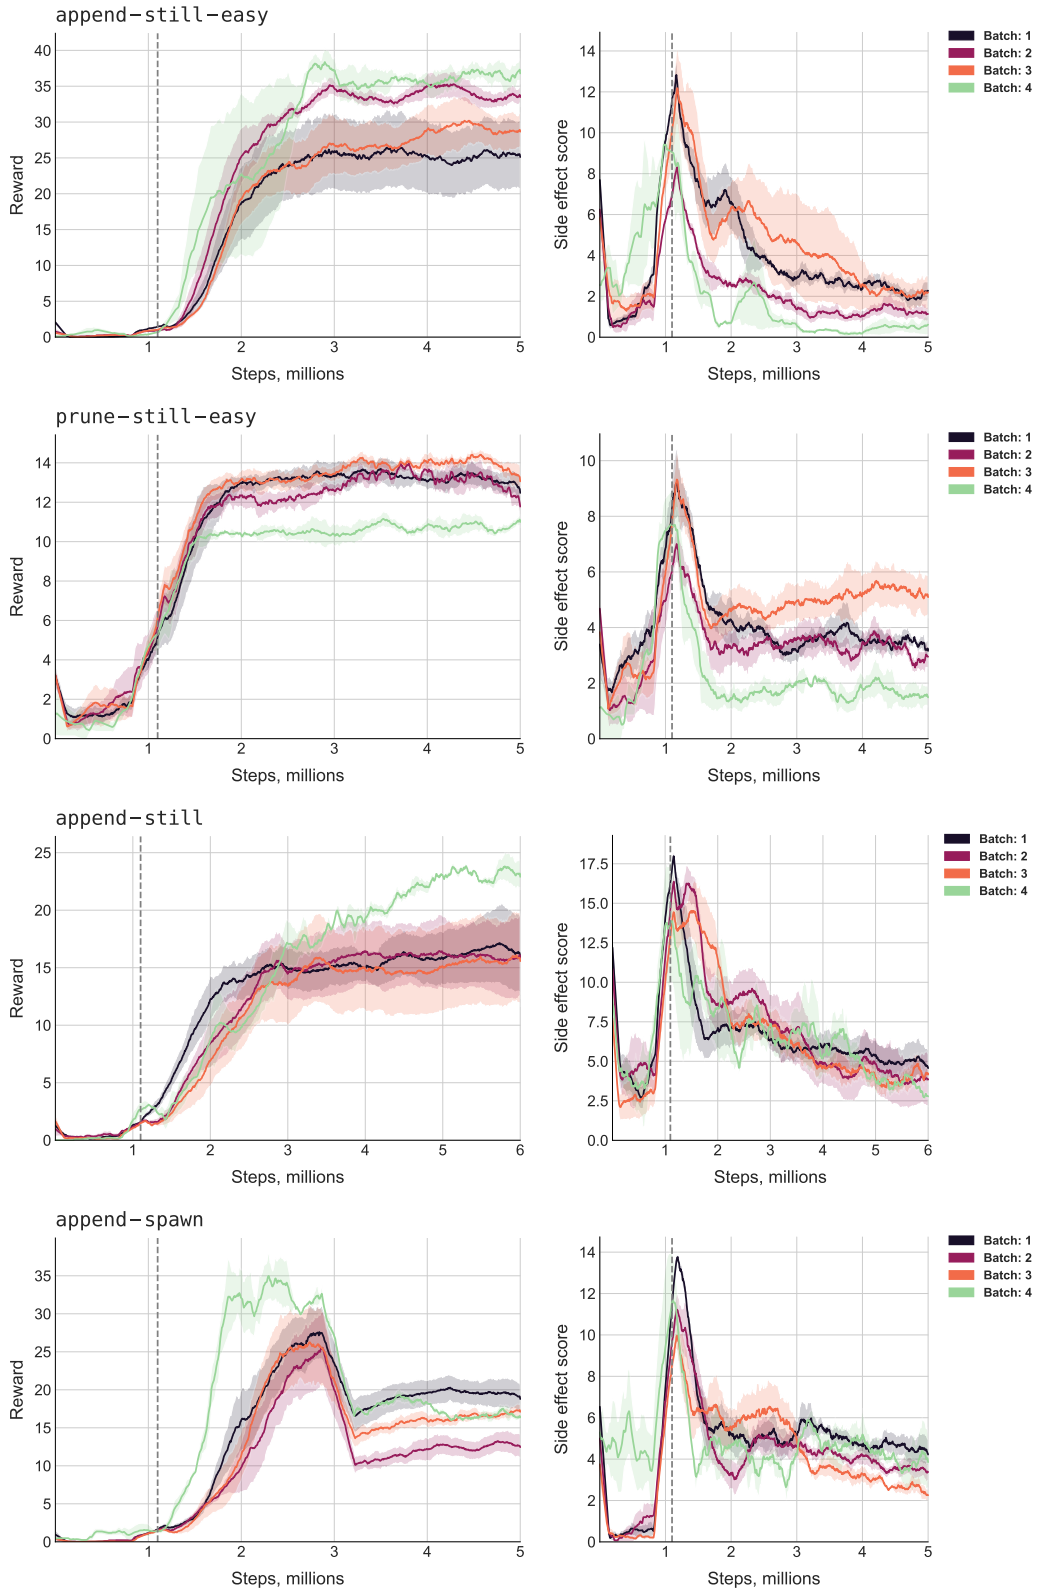 append-still-easy
40
35
30
25
20
15
10
5
0
Reward
1 2 3 4 5
Steps, millions
14
12
10
8
6
4
2
0
Side effect score
1 2 3 4 5
Steps, millions
Batch: 1
Batch: 2
Batch: 3
Batch: 4
prune-still-easy
14
12
10
8
6
4
2
0
Reward
1 2 3 4 5
Steps, millions
10
8
6
4
2
0
Side effect score
1 2 3 4 5
Steps, millions
Batch: 1
Batch: 2
Batch: 3
Batch: 4
append-still
25
20
15
10
5
0
Reward
1 2 3 4 5 6
Steps, millions
17.5
15.0
12.5
10.0
7.5
5.0
2.5
0.0
Side effect score
1 2 3 4 5 6
Steps, millions
Batch: 1
Batch: 2
Batch: 3
Batch: 4
append-spawn
35
30
25
20
15
10
5
0
Reward
1 2 3 4 5
Steps, millions
14
12
10
8
6
4
2
0
Side effect score
1 2 3 4 5
Steps, millions
Batch: 1
Batch: 2
Batch: 3
Batch: 4